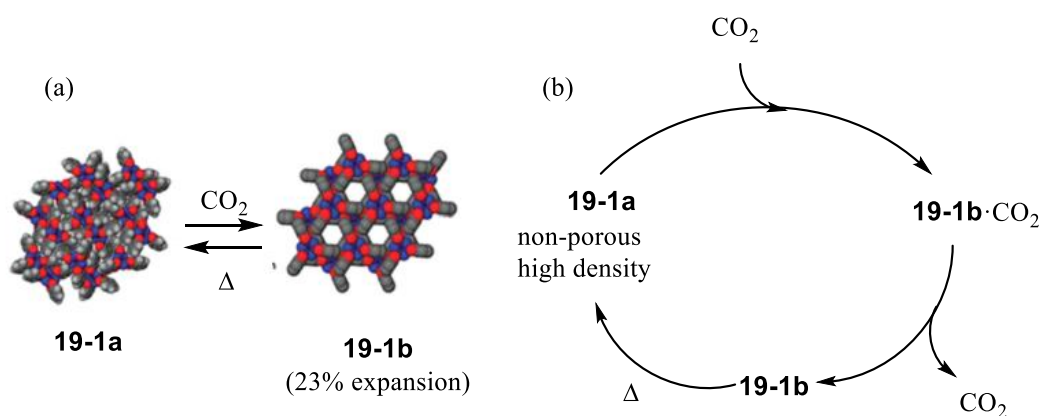 (a)
CO₂
Δ
19-1a
19-1b
(23% expansion)
(b)
CO₂
19-1a
non-porous
high density
19-1b·CO₂
Δ
19-1b
CO₂